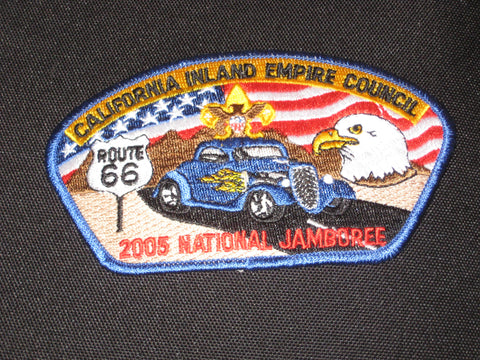 CALIFORNIA INLAND EMPIRE COUNCIL
ROUTE
66
2005 NATIONAL JAMBOREE